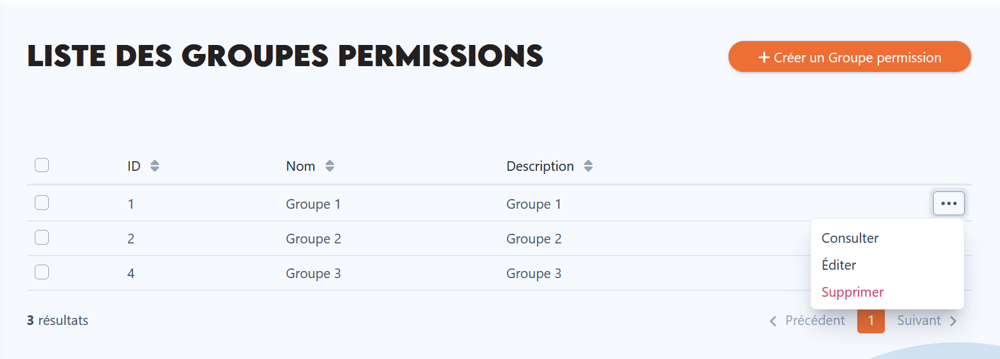 LISTE DES GROUPES PERMISSIONS
+ Créer un Groupe permission
ID Nom Description
1 Groupe 1 Groupe 1
2 Groupe 2 Groupe 2
4 Groupe 3 Groupe 3
Consulter
Éditer
Supprimer
3 résultats
Précédent 1 Suivant